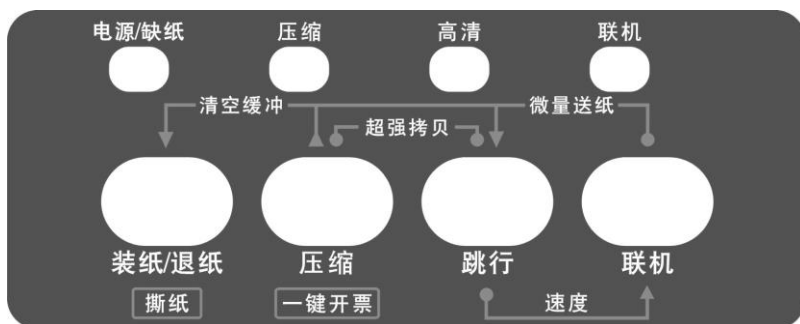 电源/缺纸 压缩 高清 联机
清空缓冲 微量送纸
超强拷贝
装纸/退纸 压缩 跳行 联机
撕纸 一键开票 速度